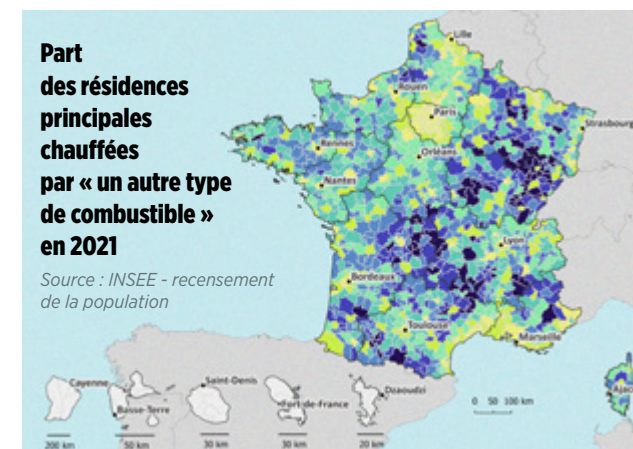 Part
des résidences
principales
chauffées
par « un autre type
de combustible »
en 2021
Source : INSEE - recensement
de la population
Lille
Rouen
Paris
Strasbourg
Rennes
Orléans
Nantes
Lyon
Bordeaux
Toulouse
Marseille
Ajac
Cayenne
Basse-Terre
Saint-Denis
Fort-de-France
Dzaoudzi
0 50 100 km
200 km
50 km
30 km
30 km
20 km